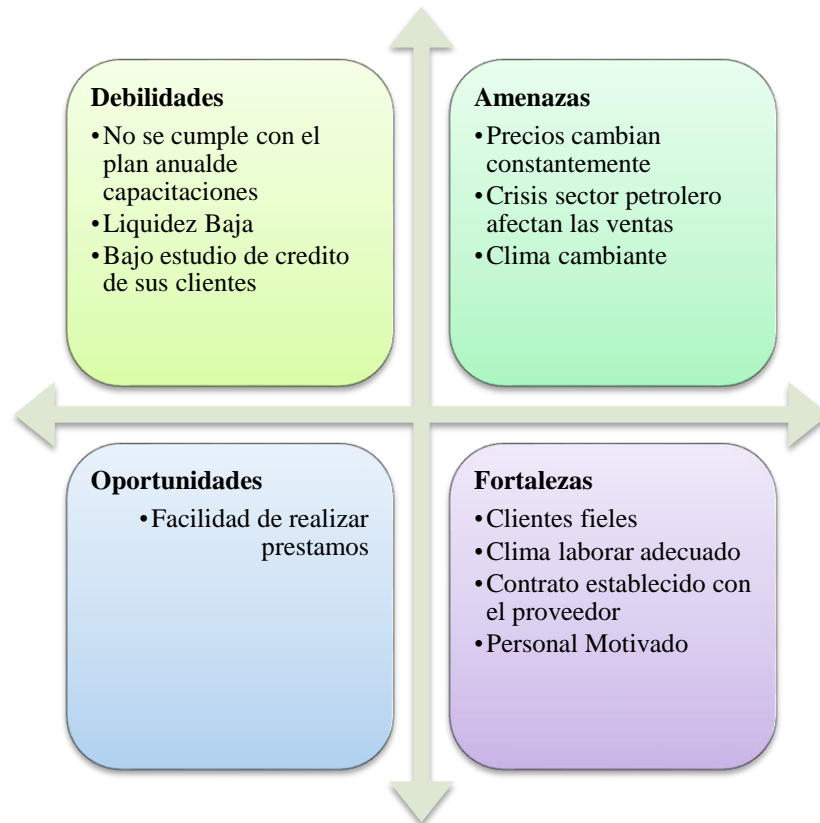 Debilidades
•No se cumple con el
plan anualde
capacitaciones
•Liquidez Baja
•Bajo estudio de credito
de sus clientes
Amenazas
•Precios cambian
constantemente
•Crisis sector petrolero
afectan las ventas
•Clima cambiante
Oportunidades
•Facilidad de realizar
prestamos
Fortalezas
•Clientes fieles
•Clima laborar adecuado
•Contrato establecido con
el proveedor
•Personal Motivado